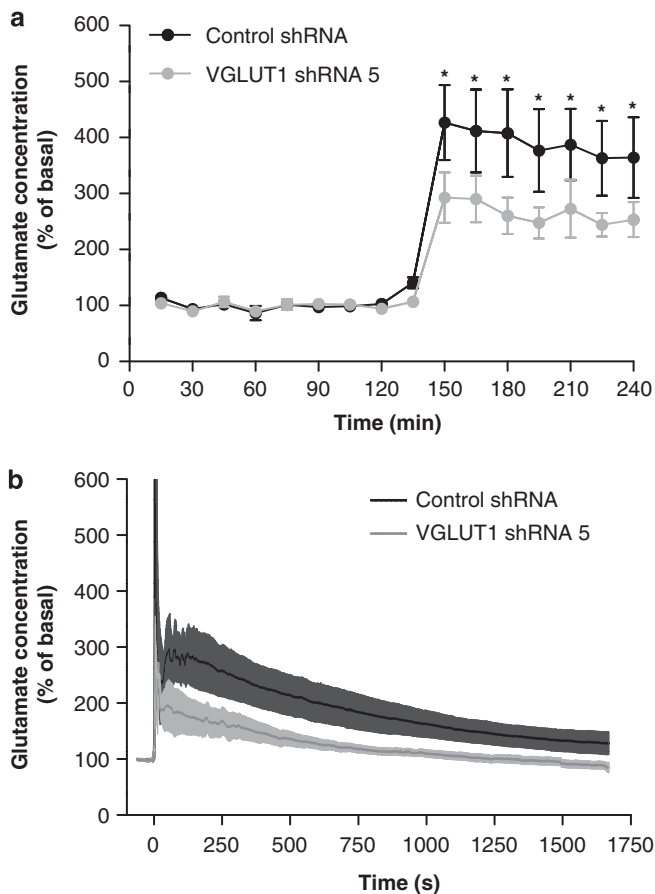 a
600
500
400
300
200
100
0
Glutamate concentration
(% of basal)
Control shRNA
VGLUT1 shRNA 5
* * * * * * *
0 30 60 90 120 150 180 210 240
Time (min)
b
600
500
400
300
200
100
0
Glutamate concentration
(% of basal)
Control shRNA
VGLUT1 shRNA 5
0 250 500 750 1000 1250 1500 1750
Time (s)